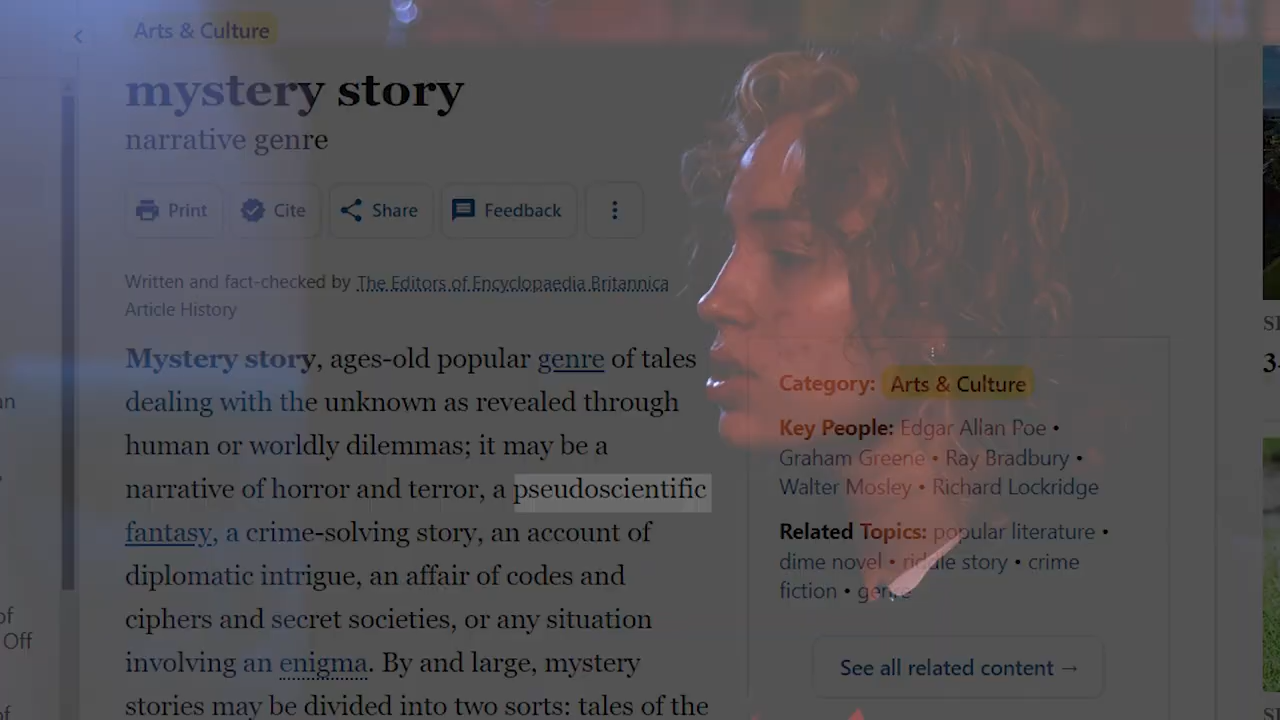 Arts & Culture
mystery story
narrative genre
Print
Cite
Share
Feedback
Written and fact-checked by The Editors of Encyclopaedia Britannica
Article History
Mystery story, ages-old popular genre of tales
dealing with the unknown as revealed through
human or worldly dilemmas; it may be a
narrative of horror and terror, a pseudoscientific
fantasy, a crime-solving story, an account of
diplomatic intrigue, an affair of codes and
ciphers and secret societies, or any situation
involving an enigma. By and large, mystery
stories may be divided into two sorts: tales of the
Category: Arts & Culture
Key People: Edgar Allan Poe •
Graham Greene • Ray Bradbury •
Walter Mosley • Richard Lockridge
Related Topics: popular literature •
dime novel • riddle story • crime
fiction • genre
See all related content →
of
Off